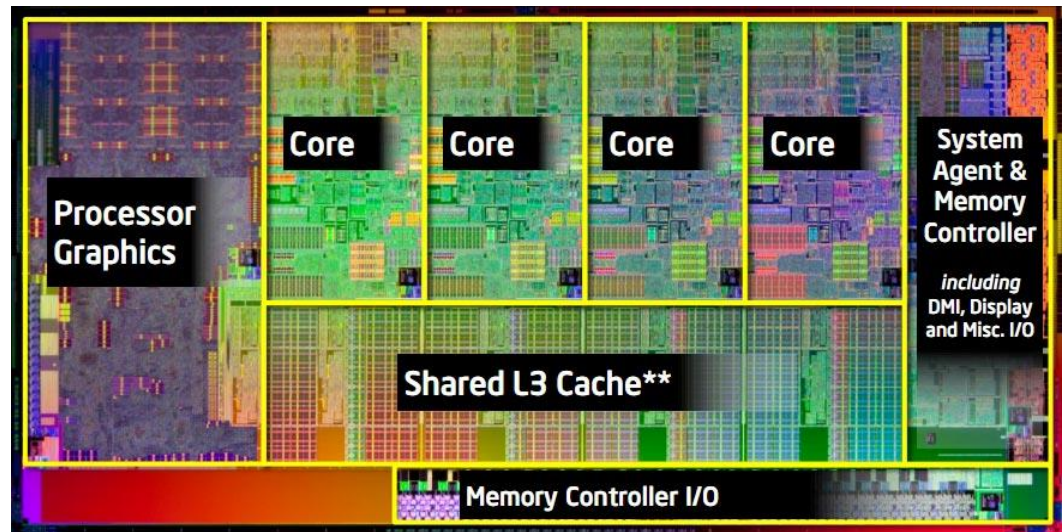 Processor
Graphics
Core
Core
Core
Core
System
Agent &
Memory
Controller
including
DMI, Display
and Misc. I/O
Shared L3 Cache**
Memory Controller I/O